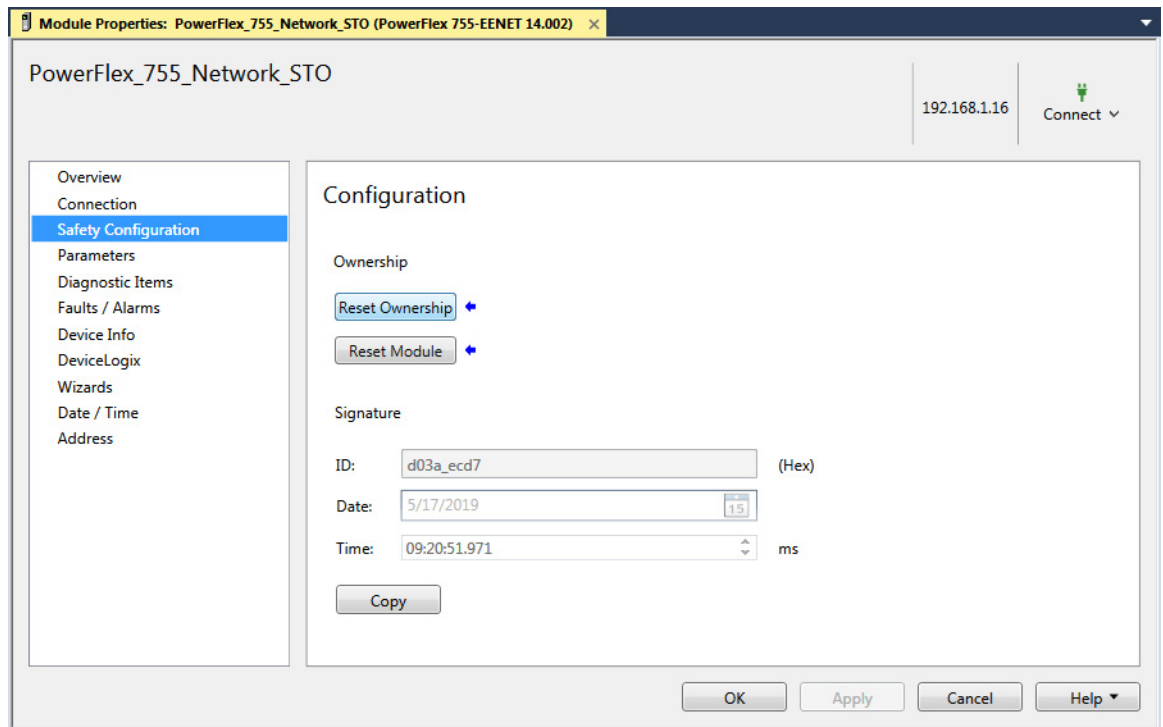 Module Properties: PowerFlex_755_Network_STO (PowerFlex 755-EENET 14.002)
PowerFlex_755_Network_STO
192.168.1.16
Connect
Overview
Connection
Safety Configuration
Parameters
Diagnostic Items
Faults / Alarms
Device Info
DeviceLogix
Wizards
Date / Time
Address
Configuration
Ownership
Reset Ownership
Reset Module
Signature
ID: d03a_ecd7 (Hex)
Date: 5/17/2019 15
Time: 09:20:51.971 ms
Copy
OK Apply Cancel Help